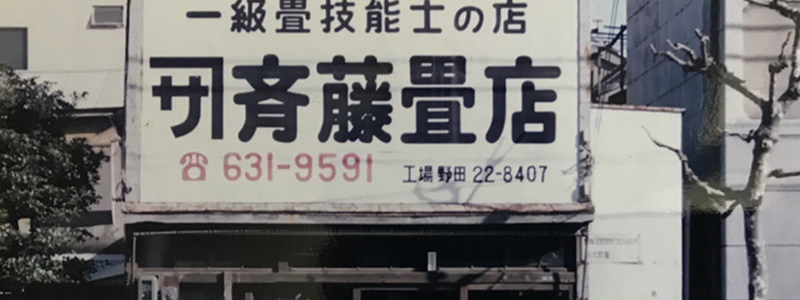 一級畳技能士の店
サ斉藤畳店
☎ 631-9591 工場 野田 22-8407